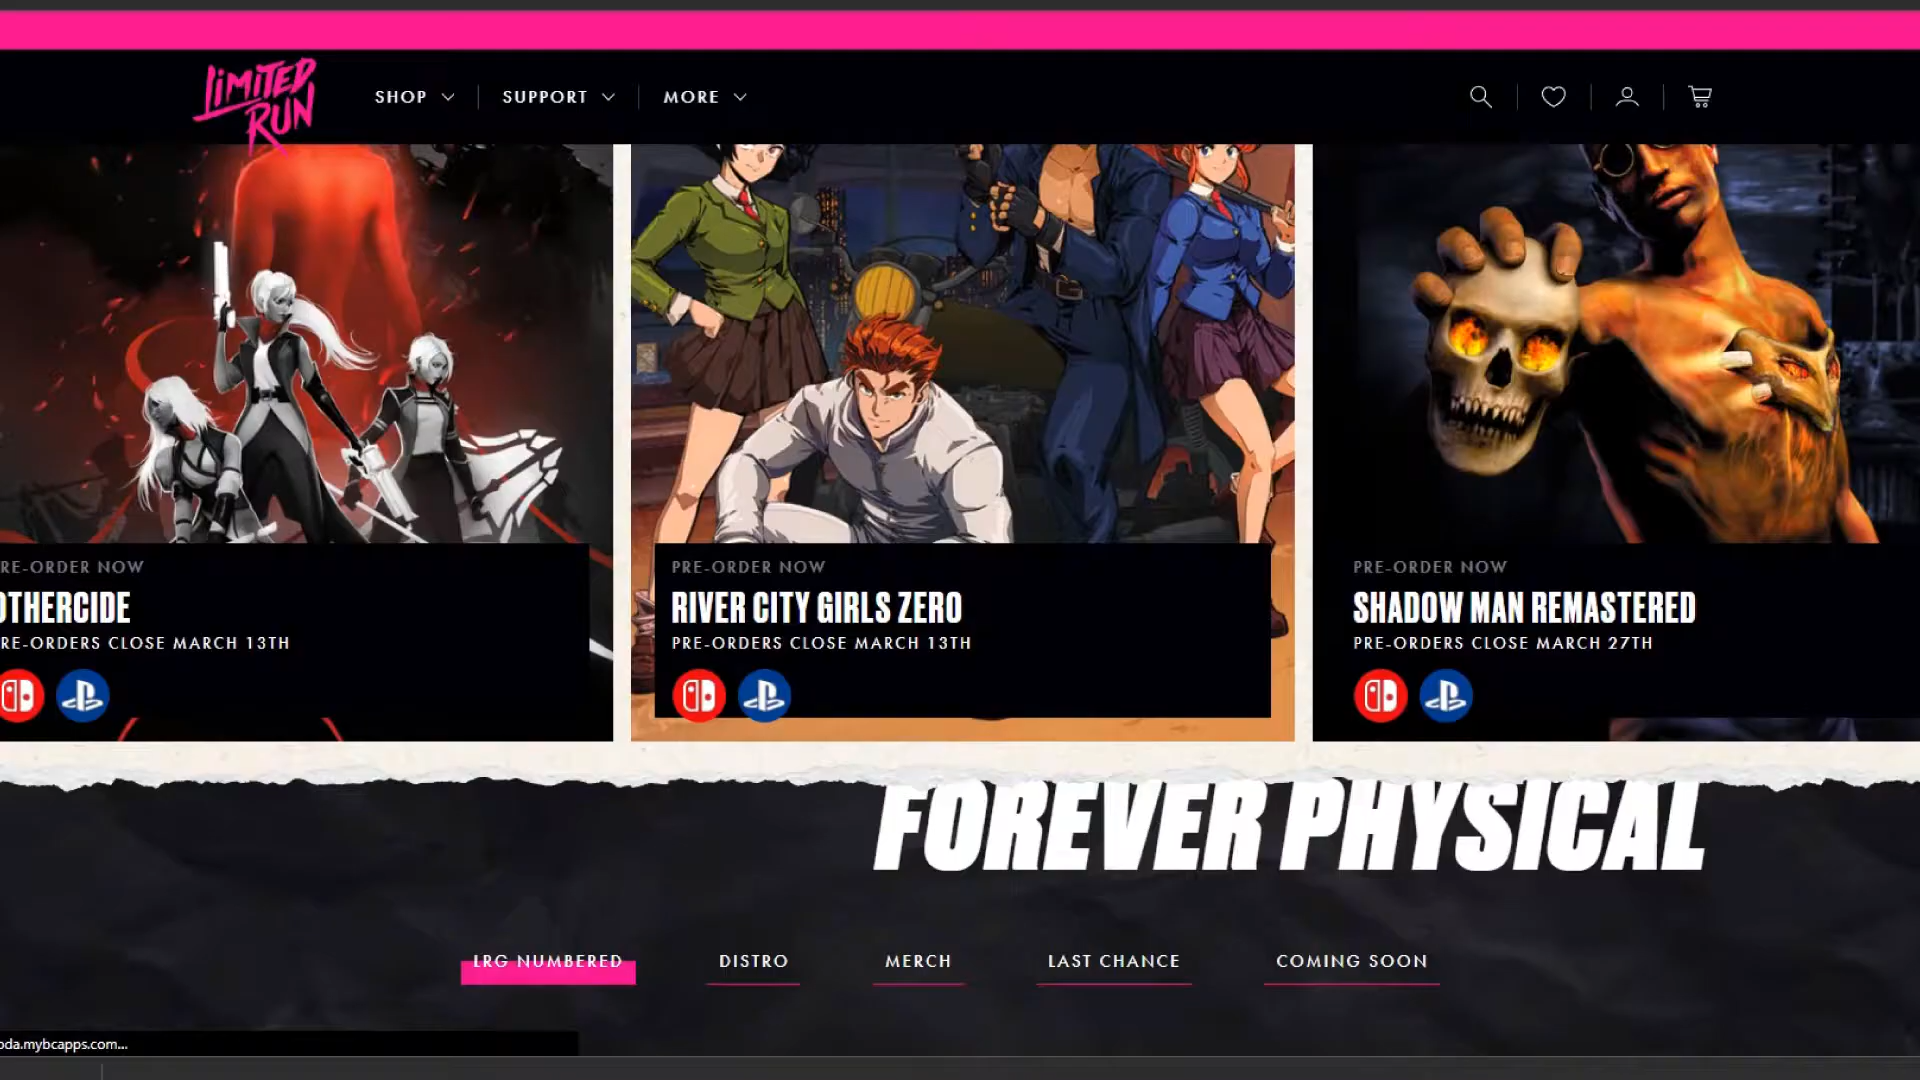 LIMITED
RUN
SHOP
SUPPORT
MORE
RE-ORDER NOW
OTHERCIDE
RE-ORDERS CLOSE MARCH 13TH
PRE-ORDER NOW
RIVER CITY GIRLS ZERO
PRE-ORDERS CLOSE MARCH 13TH
PRE-ORDER NOW
SHADOW MAN REMASTERED
PRE-ORDERS CLOSE MARCH 27TH
FOREVER PHYSICAL
LRG NUMBERED
DISTRO
MERCH
LAST CHANCE
COMING SOON
oda.mybcapps.com...